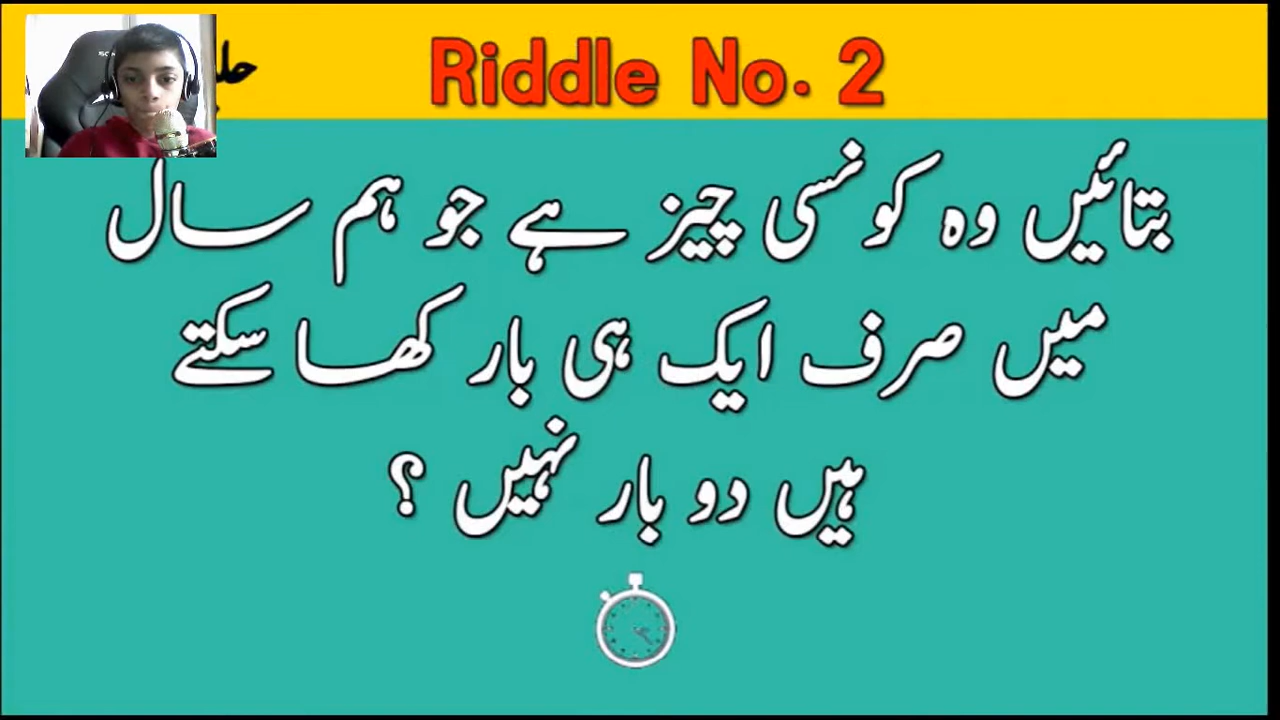 Riddle No. 2
بتائیں وہ کونسی چیز ہے جو ہم سال
میں صرف ایک ہی بار کھا سکتے
ہیں دو بار نہیں ؟